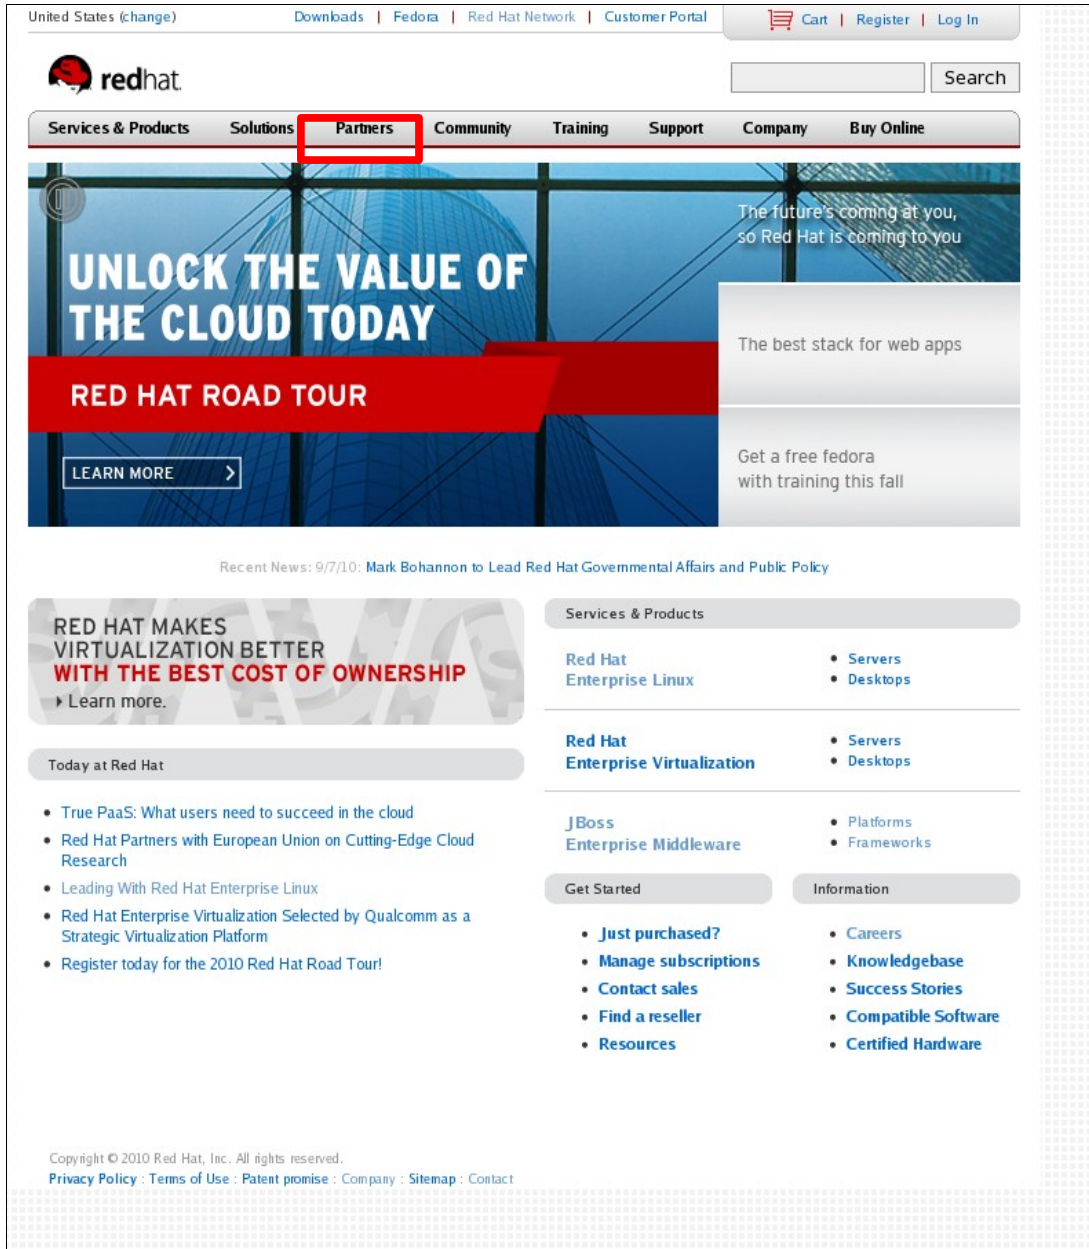 United States (change)
Downloads | Fedora | Red Hat Network | Customer Portal
Cart | Register | Log In
redhat.
Search
Services & Products Solutions Partners Community Training Support Company Buy Online
UNLOCK THE VALUE OF
THE CLOUD TODAY
RED HAT ROAD TOUR
LEARN MORE
The future's coming at you,
so Red Hat is coming to you
The best stack for web apps
Get a free fedora
with training this fall
Recent News: 9/7/10: Mark Bohannon to Lead Red Hat Governmental Affairs and Public Policy
RED HAT MAKES
VIRTUALIZATION BETTER
WITH THE BEST COST OF OWNERSHIP
Learn more.
Today at Red Hat
True PaaS: What users need to succeed in the cloud
Red Hat Partners with European Union on Cutting-Edge Cloud
Research
Leading With Red Hat Enterprise Linux
Red Hat Enterprise Virtualization Selected by Qualcomm as a
Strategic Virtualization Platform
Register today for the 2010 Red Hat Road Tour!
Services & Products
Red Hat
Enterprise Linux
Servers
Desktops
Red Hat
Enterprise Virtualization
Servers
Desktops
JBoss
Enterprise Middleware
Platforms
Frameworks
Get Started
Just purchased?
Manage subscriptions
Contact sales
Find a reseller
Resources
Information
Careers
Knowledgebase
Success Stories
Compatible Software
Certified Hardware
Copyright © 2010 Red Hat, Inc. All rights reserved.
Privacy Policy : Terms of Use : Patent promise : Company : Sitemap : Contact